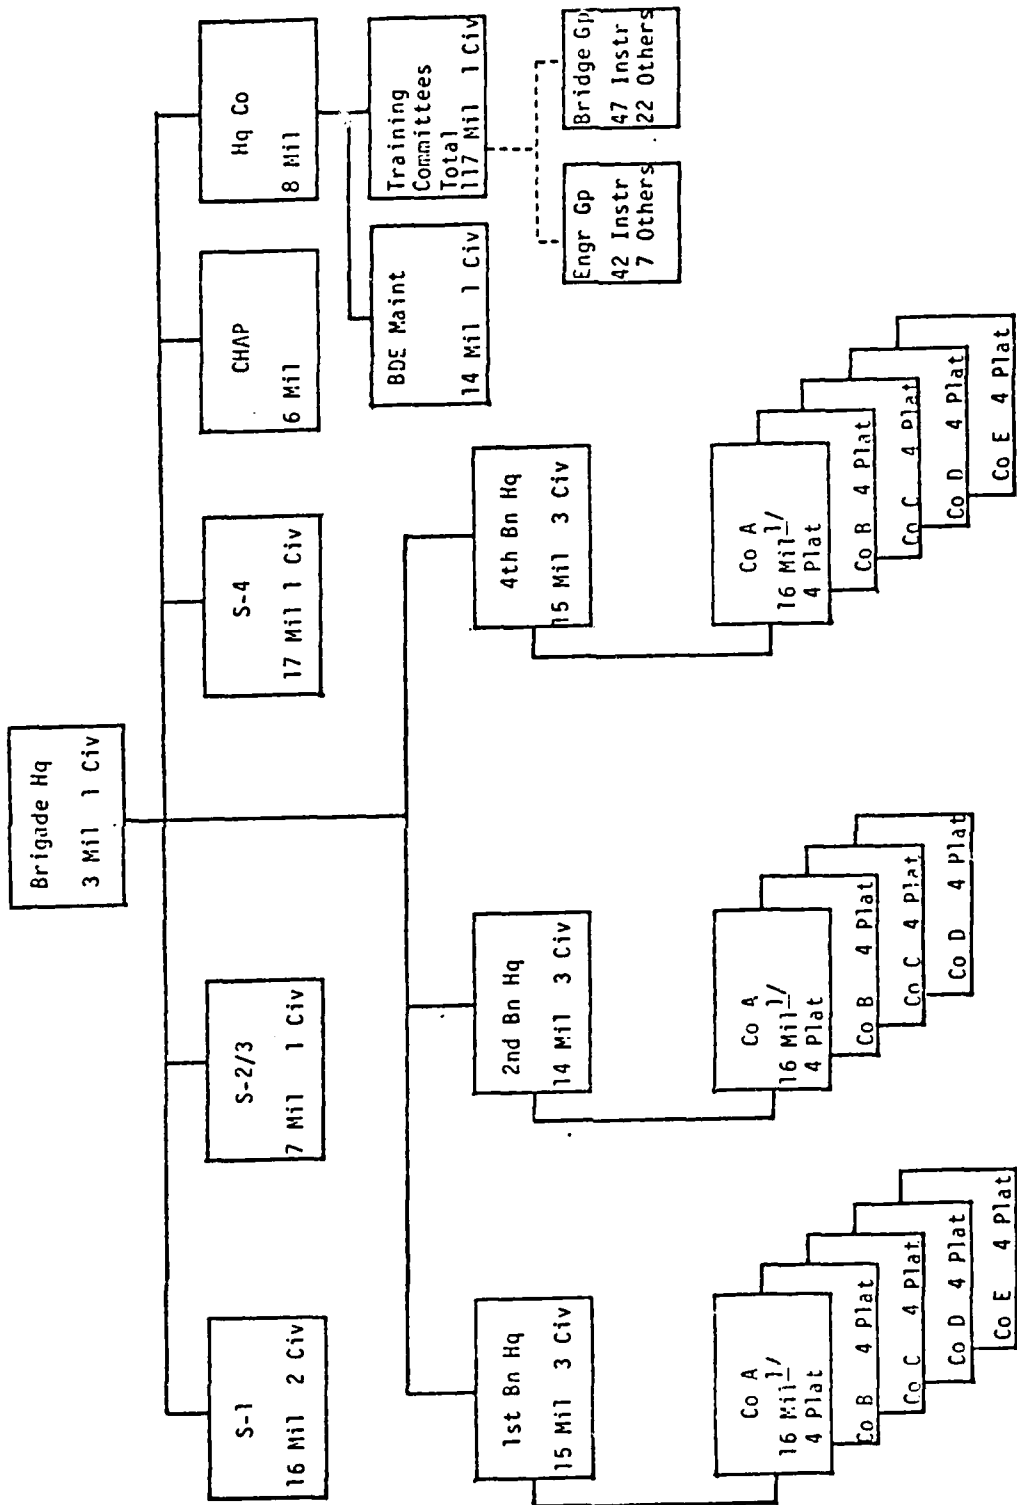 Brigade Hq
3 Mil 1 Civ
S-1
16 Mil 2 Civ
S-2/3
7 Mil 1 Civ
S-4
17 Mil 1 Civ
CHAP
6 Mil
Hq Co
8 Mil
BDE Maint
14 Mil 1 Civ
Training
Committees
Total
117 Mil 1 Civ
Engr Gp
42 Instr
7 Others
Bridge Gp
47 Instr
22 Others
1st Bn Hq
15 Mil 3 Civ
2nd Bn Hq
14 Mil 3 Civ
4th Bn Hq
15 Mil 3 Civ
Co A
16 Mil 1/
4 Plat
Co B 4 Plat
Co C 4 Plat
Co D 4 Plat
Co E 4 Plat
Co A
16 Mil 1/
4 Plat
Co B 4 Plat
Co C 4 Plat
Co D 4 Plat
Co A
16 Mil 1/
4 Plat
Co B 4 Plat
Co C 4 Plat
Co D 4 Plat
Co E 4 Plat